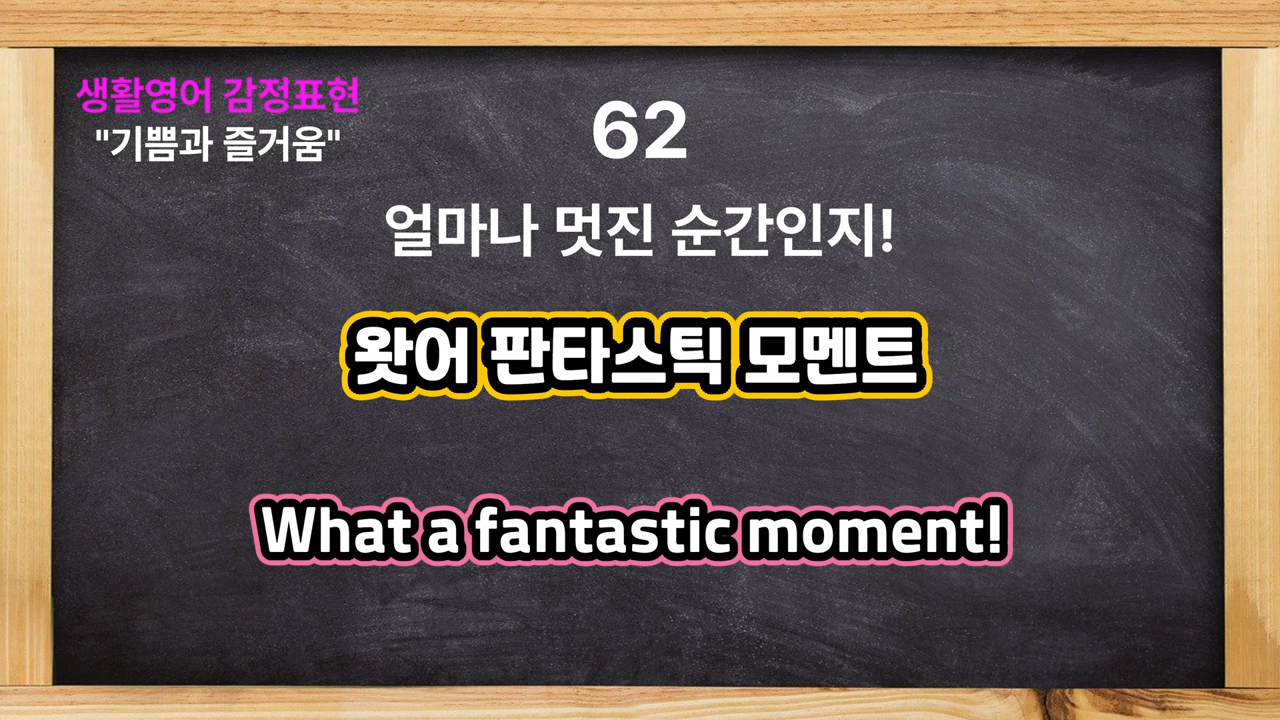 생활영어 감정표현
"기쁨과 즐거움"
62
얼마나 멋진 순간인지!
왓어 판타스틱 모멘트
What a fantastic moment!